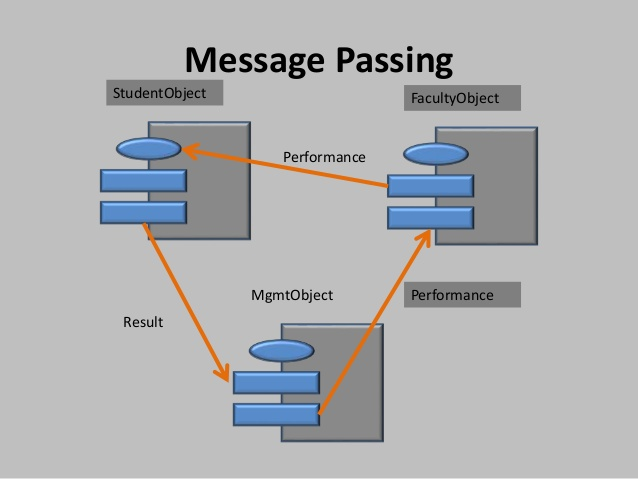 Message Passing
StudentObject
FacultyObject
Performance
MgmtObject
Performance
Result